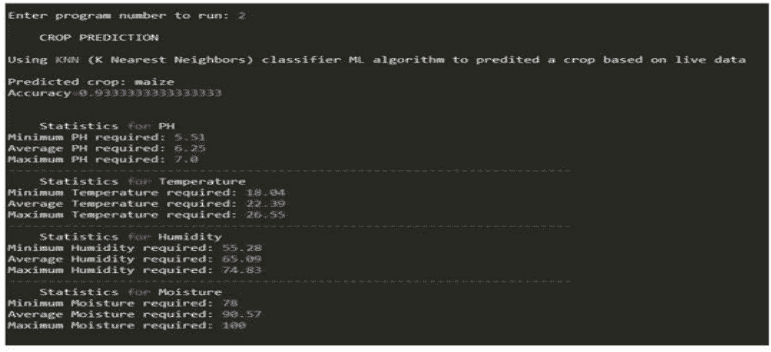 Enter program number to run: 2
CROP PREDICTION
Using KNN (K Nearest Neighbors) classifier ML algorithm to predited a crop based on live data
Predicted crop: maize
Accuracy=0.9333333333333333
Statistics for PH
Minimum PH required: 5.51
Average PH required: 6.25
Maximum PH required: 7.0
Statistics for Temperature
Minimum Temperature required: 18.04
Average Temperature required: 22.39
Maximum Temperature required: 26.55
Statistics for Humidity
Minimum Humidity required: 55.28
Average Humidity required: 65.09
Maximum Humidity required: 74.83
Statistics for Moisture
Minimum Moisture required: 78
Average Moisture required: 90.57
Maximum Moisture required: 100